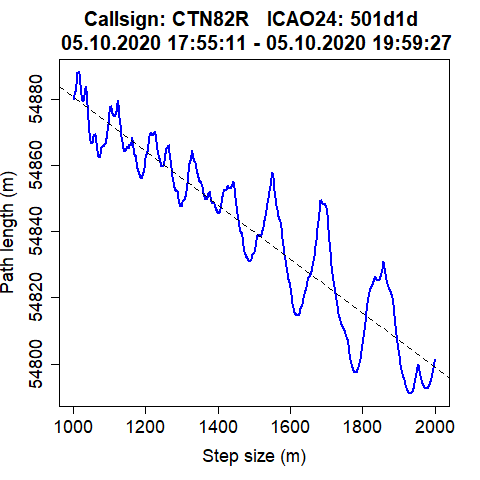 Callsign: CTN82R   ICAO24: 501d1d
05.10.2020 17:55:11 - 05.10.2020 19:59:27
Path length (m)
54880
54860
54840
54820
54800
1000 1200 1400 1600 1800 2000
Step size (m)